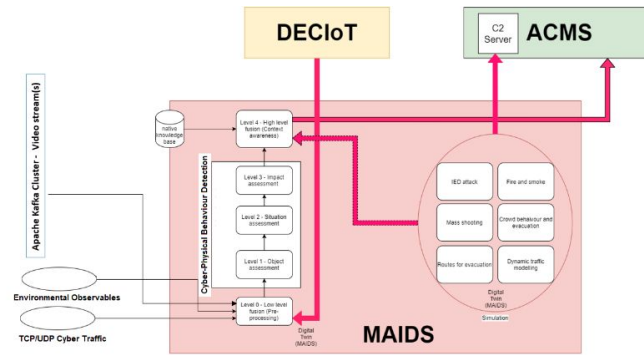 DECIoT
C2
Server
ACMS
Apache Kafka Cluster - Video stream(s)
native
knowledge
base
Level 4 - High level
fusion (Context
awareness)
Cyber-Physical Behaviour Detection
Level 3 - Impact
assessment
Level 2 - Situation
assessment
Level 1 - Object
assessment
Level 0 - Low level
fusion (Pre-
processing)
Digital
Twin
(MAIDS)
IED attack
Fire and smoke
Mass shooting
Crowd behaviour and
evacuation
Routes for evacuation
Dynamic traffic
modelling
Digital
Twin
(MAIDS)
Simulation
MAIDS
Environmental Observables
TCP/UDP Cyber Traffic